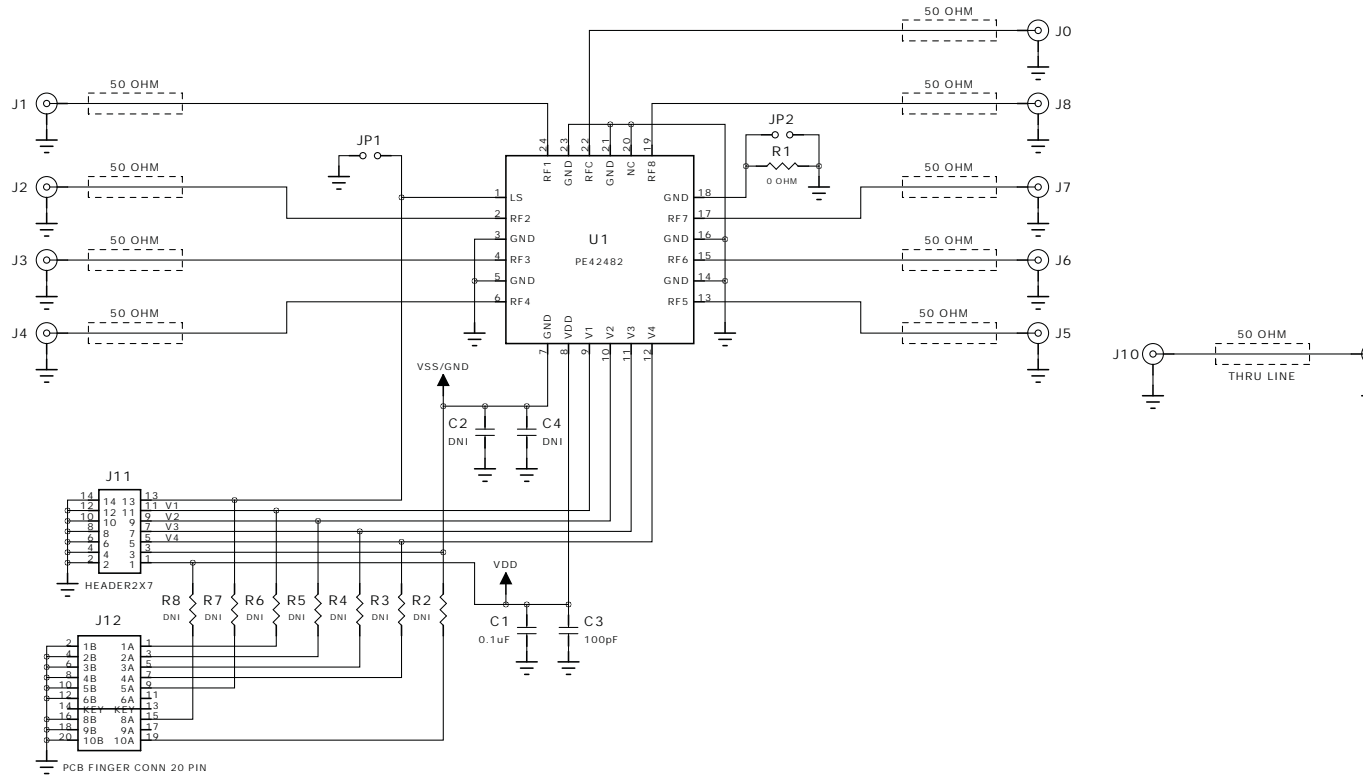 50 OHM
J0
50 OHM
J1
50 OHM
J8
JP1
JP2
R1
0 OHM
50 OHM
J2
50 OHM
J7
50 OHM
J3
50 OHM
J6
50 OHM
J4
50 OHM
J5
24 23 22 21 20 19
RF1 GND RFC GND NC RF8
1 LS
2 RF2
3 GND
4 RF3
5 GND
6 RF4
U1
PE42482
GND 18
RF7 17
GND 16
RF6 15
GND 14
RF5 13
GND VDD V1 V2 V3 V4
7 8 9 10 11 12
J10
50 OHM
THRU LINE
VSS/GND
C2
DNI
C4
DNI
J11
14 14 13 13
12 12 11 11 V1
10 10 9 9 V2
8 8 7 7 V3
6 6 5 5 V4
4 4 3 3
2 2 1 1
HEADER2X7
VDD
R8
DNI
R7
DNI
R6
DNI
R5
DNI
R4
DNI
R3
DNI
R2
DNI
C1
0.1uF
C3
100pF
J12
2 1B 1A 1
4 2B 2A 3
6 3B 3A 5
8 4B 4A 7
10 5B 5A 9
12 6B 6A 11
14 KEY KEY 13
16 8B 8A 15
18 9B 9A 17
20 10B 10A 19
PCB FINGER CONN 20 PIN